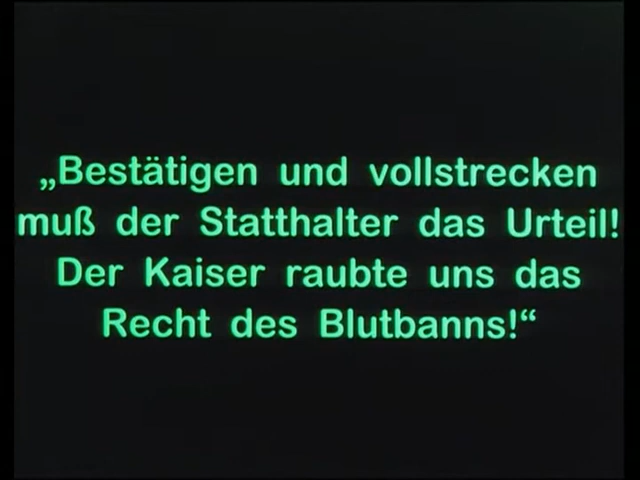 „Bestätigen und vollstrecken
muß der Statthalter das Urteil!
Der Kaiser raubte uns das
Recht des Blutbanns!“